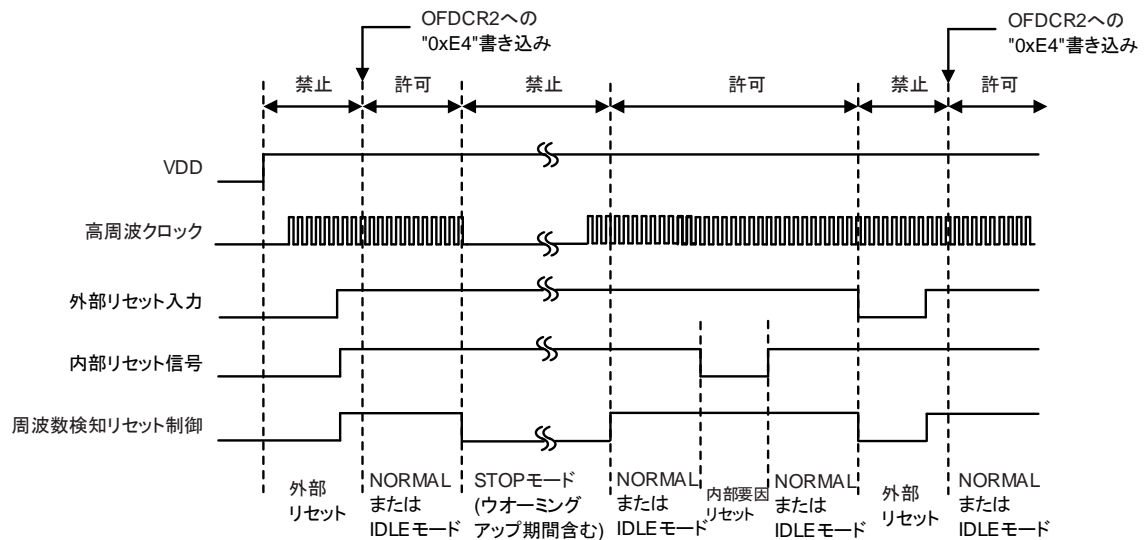 OFDCR2への
"0xE4"書き込み
OFDCR2への
"0xE4"書き込み
禁止
許可
禁止
許可
禁止
許可
VDD
高周波クロック
外部リセット入力
内部リセット信号
周波数検知リセット制御
外部
リセット
NORMAL
または
IDLEモード
STOPモード
(ウオーミング
アップ期間含む)
NORMAL
または
IDLEモード
内部要因
リセット
NORMAL
または
IDLEモード
外部
リセット
NORMAL
または
IDLEモード